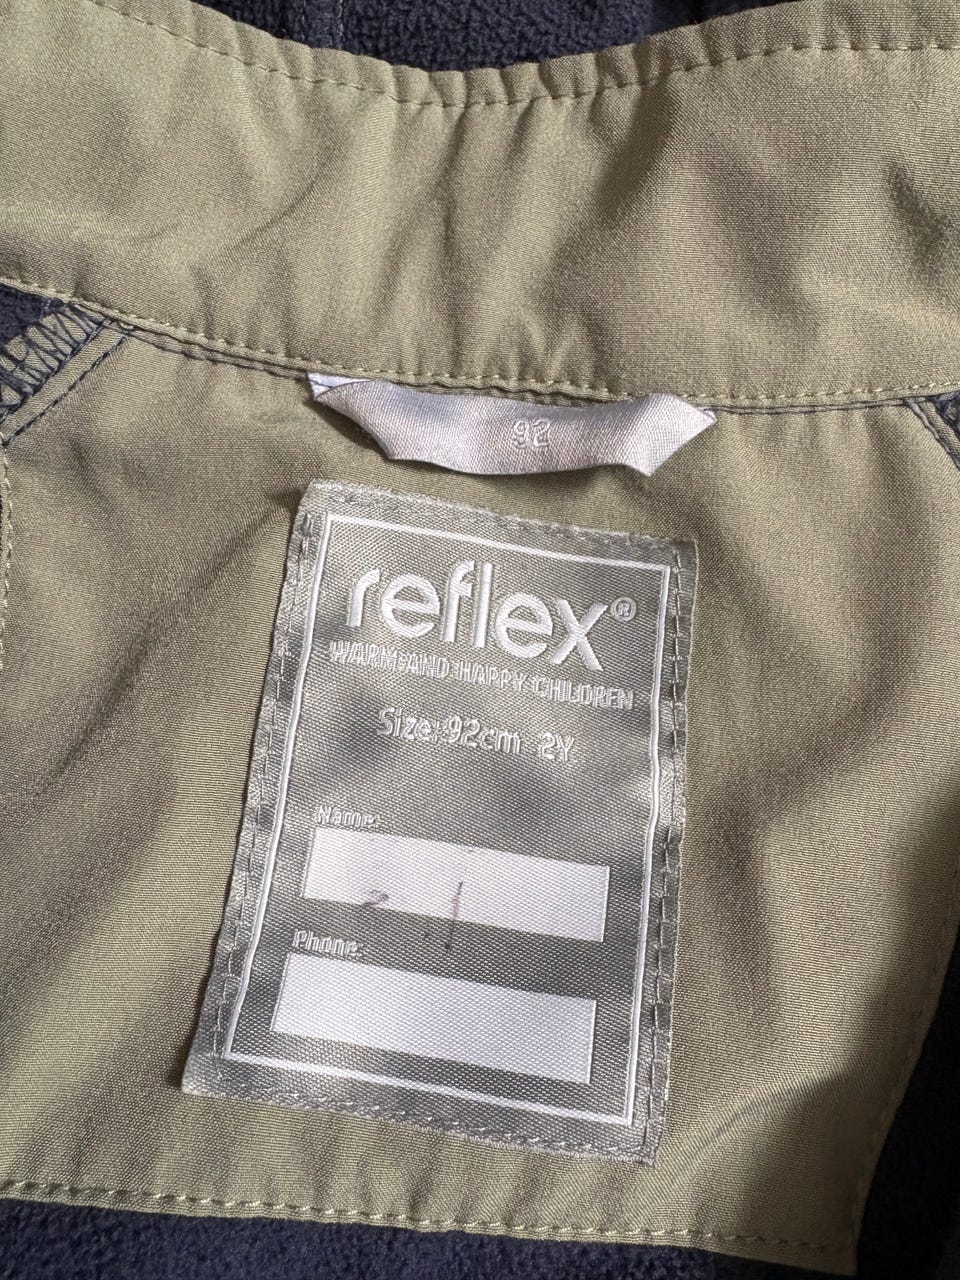 92
reflex®
WARM AND HAPPY CHILDREN
Size: 92cm 2Y
Name:
Phone: